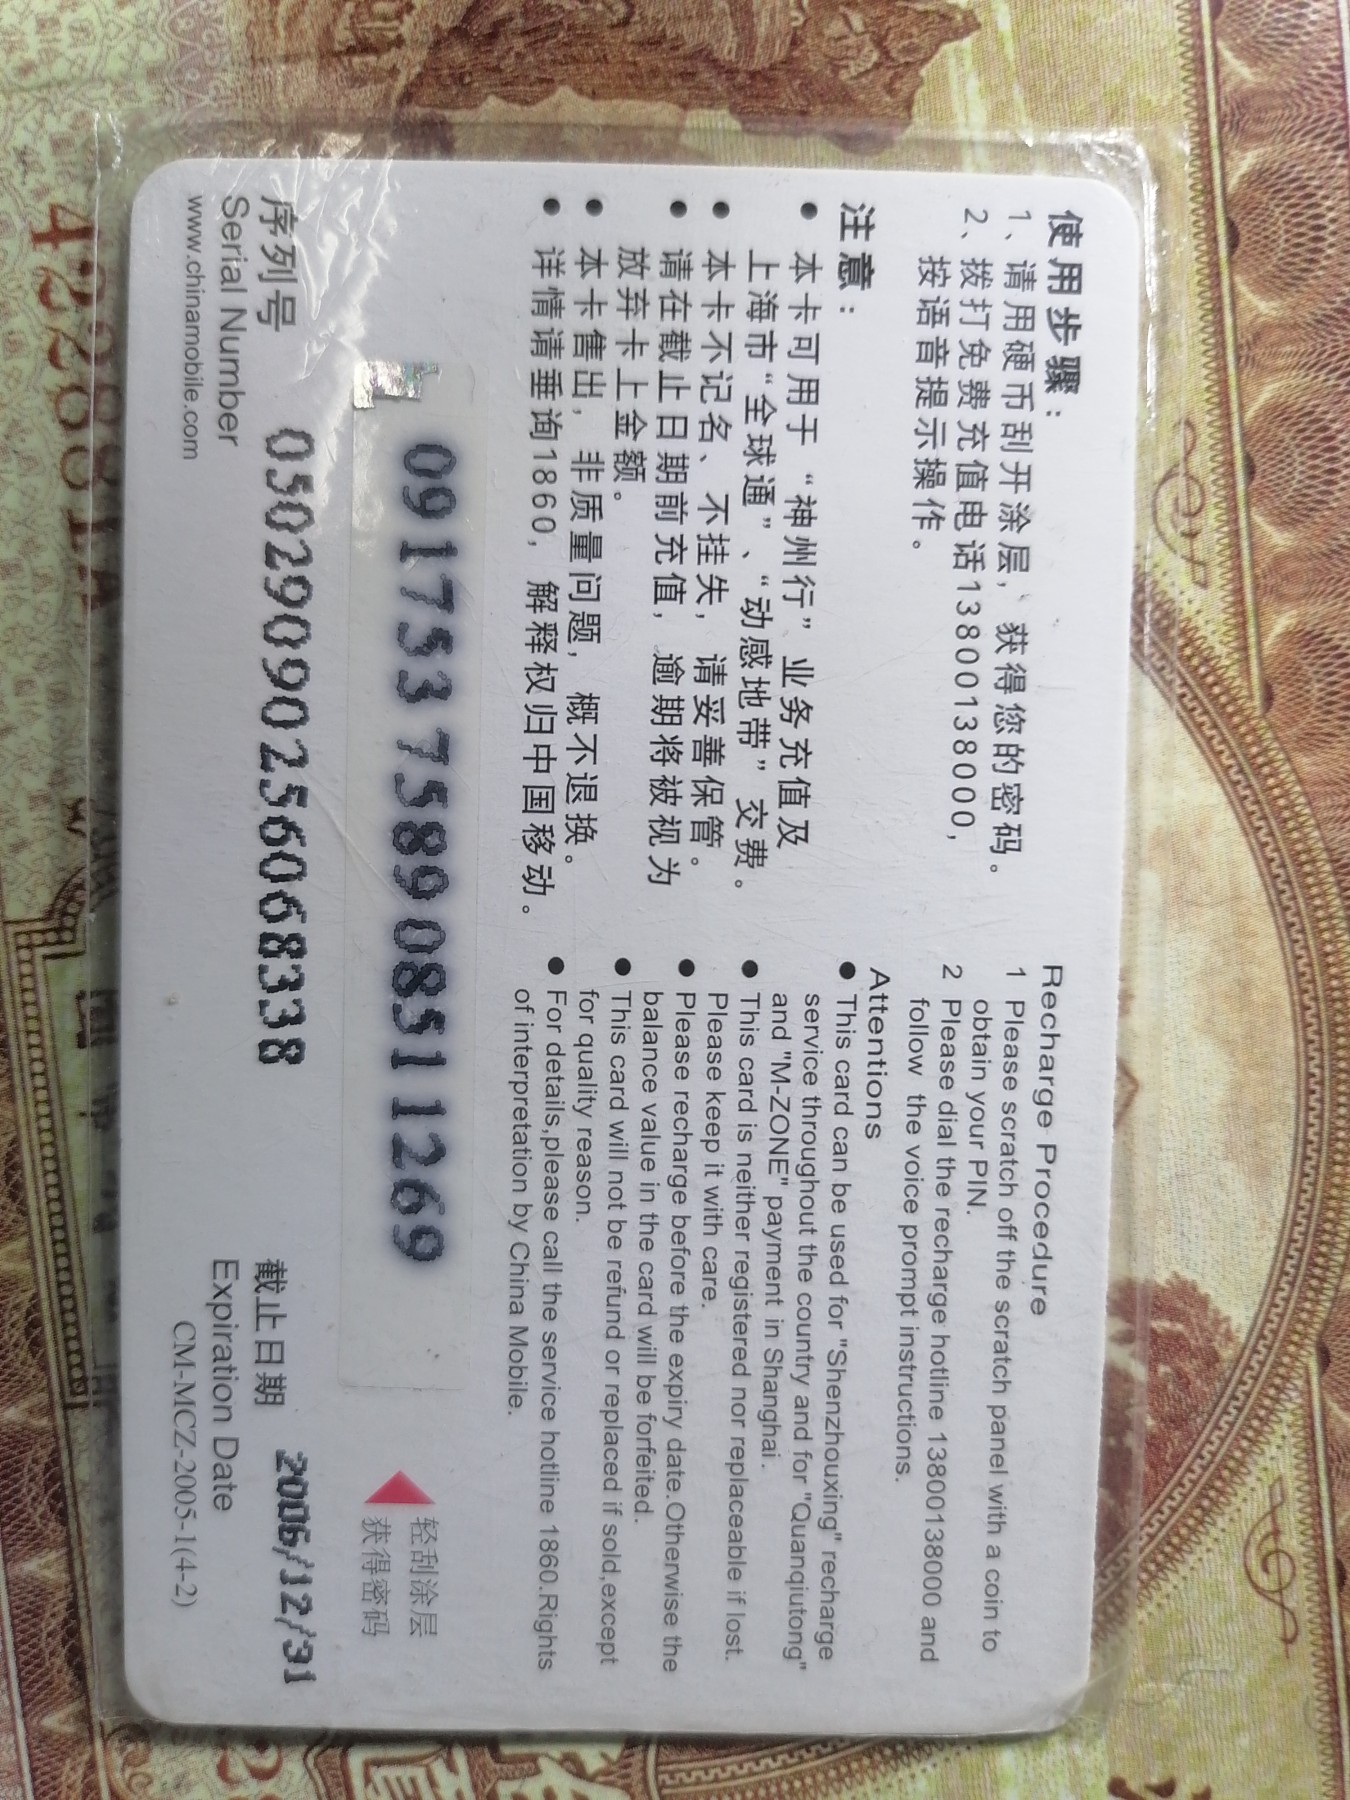 使用步骤：
1、请用硬币刮开涂层，获得您的密码。
2、拨打免费充值电话13800138000，
按语音提示操作。
注意：
● 本卡可用于“神州行”业务充值及
上海市“全球通”、“动感地带”交费。
● 本卡不记名、不挂失，请妥善保管。
● 请在截止日期前充值，逾期将被视为
放弃卡上金额。
● 本卡售出，非质量问题，概不退换。
● 详情请垂询1860，解释权归中国移动。
Recharge Procedure
1 Please scratch off the scratch panel with a coin to
obtain your PIN.
2 Please dial the recharge hotline 13800138000 and
follow the voice prompt instructions.
Attentions
● This card can be used for "Shenzhouxing" recharge
service throughout the country and for "Quanqiutong"
and "M-ZONE" payment in Shanghai.
● This card is neither registered nor replaceable if lost.
Please keep it with care.
● Please recharge before the expiry date.Otherwise the
balance value in the card will be forfeited.
● This card will not be refund or replaced if sold,except
for quality reason.
● For details,please call the service hotline 1860.Rights
of interpretation by China Mobile.
091753 7589 0851 1269
轻刮涂层
获得密码
序列号 05029090256068338
Serial Number
www.chinamobile.com
截止日期 2006/12/31
Expiration Date
CM-MCZ-2005-1(4-2)